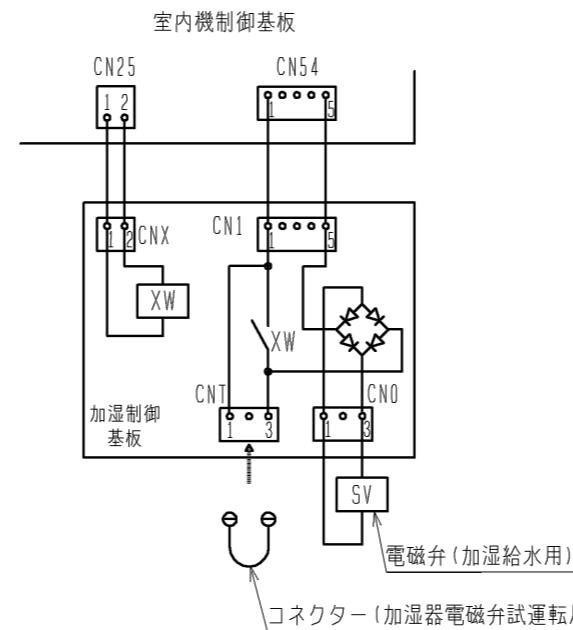 室内機制御基板
CN25
CN54
1 2
1 5
CNX
CN1
1 2
1 5
XW
XW
加湿制御
基板
CNT
CNO
1 3
1 3
SV
電磁弁(加湿給水用)
コネクター(加湿器電磁弁試運転